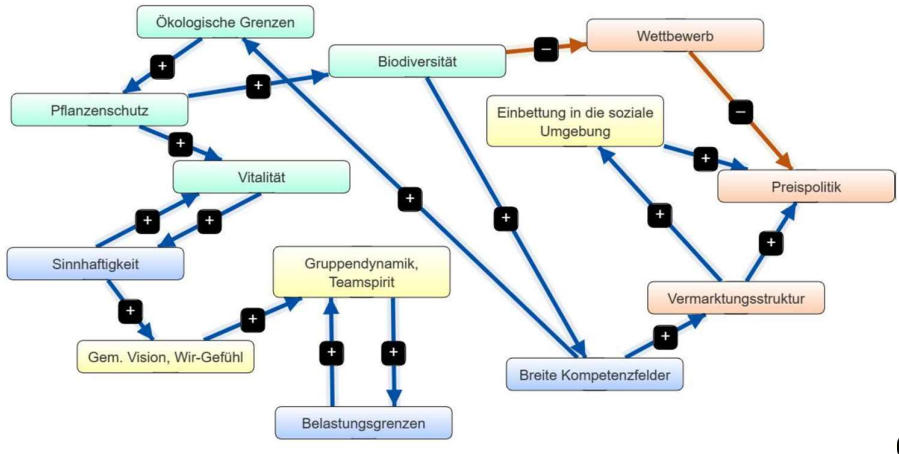 Ökologische Grenzen
Wettbewerb
−
Biodiversität
+
+
Pflanzenschutz
Einbettung in die soziale
Umgebung
−
+
+
Vitalität
Preispolitik
+
+
+
+
+
+
Sinnhaftigkeit
Gruppendynamik,
Teamspirit
Vermarktungsstruktur
+
+
+
Gem. Vision, Wir-Gefühl
+
+
Breite Kompetenzfelder
Belastungsgrenzen